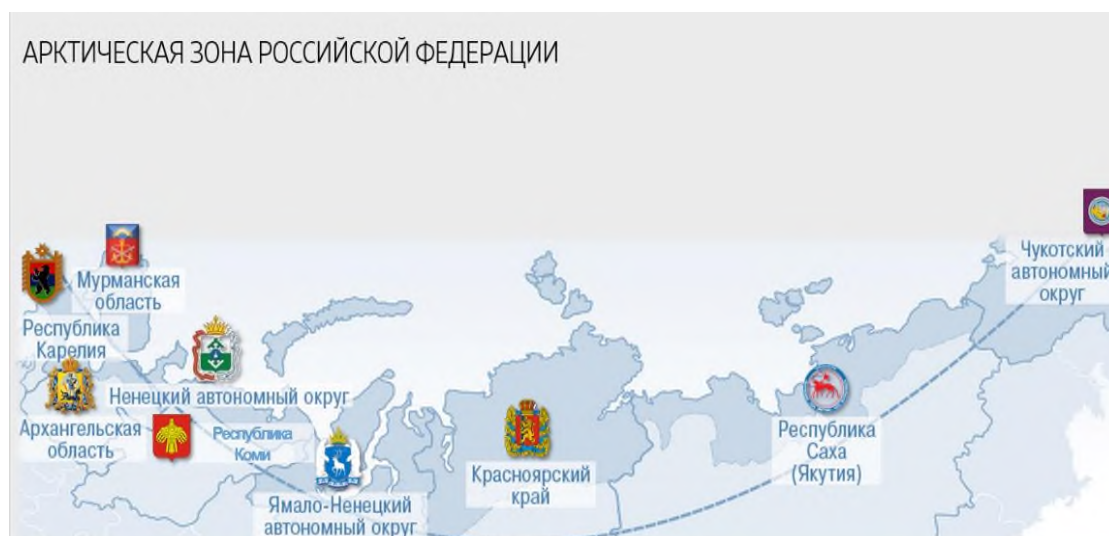 АРКТИЧЕСКАЯ ЗОНА РОССИЙСКОЙ ФЕДЕРАЦИИ
Мурманская
область
Республика
Карелия
Чукотский
автономный
округ
Ненецкий автономный округ
Архангельская
область
Республика
Коми
Ямало-Ненецкий
автономный округ
Красноярский
край
Республика
Саха
(Якутия)